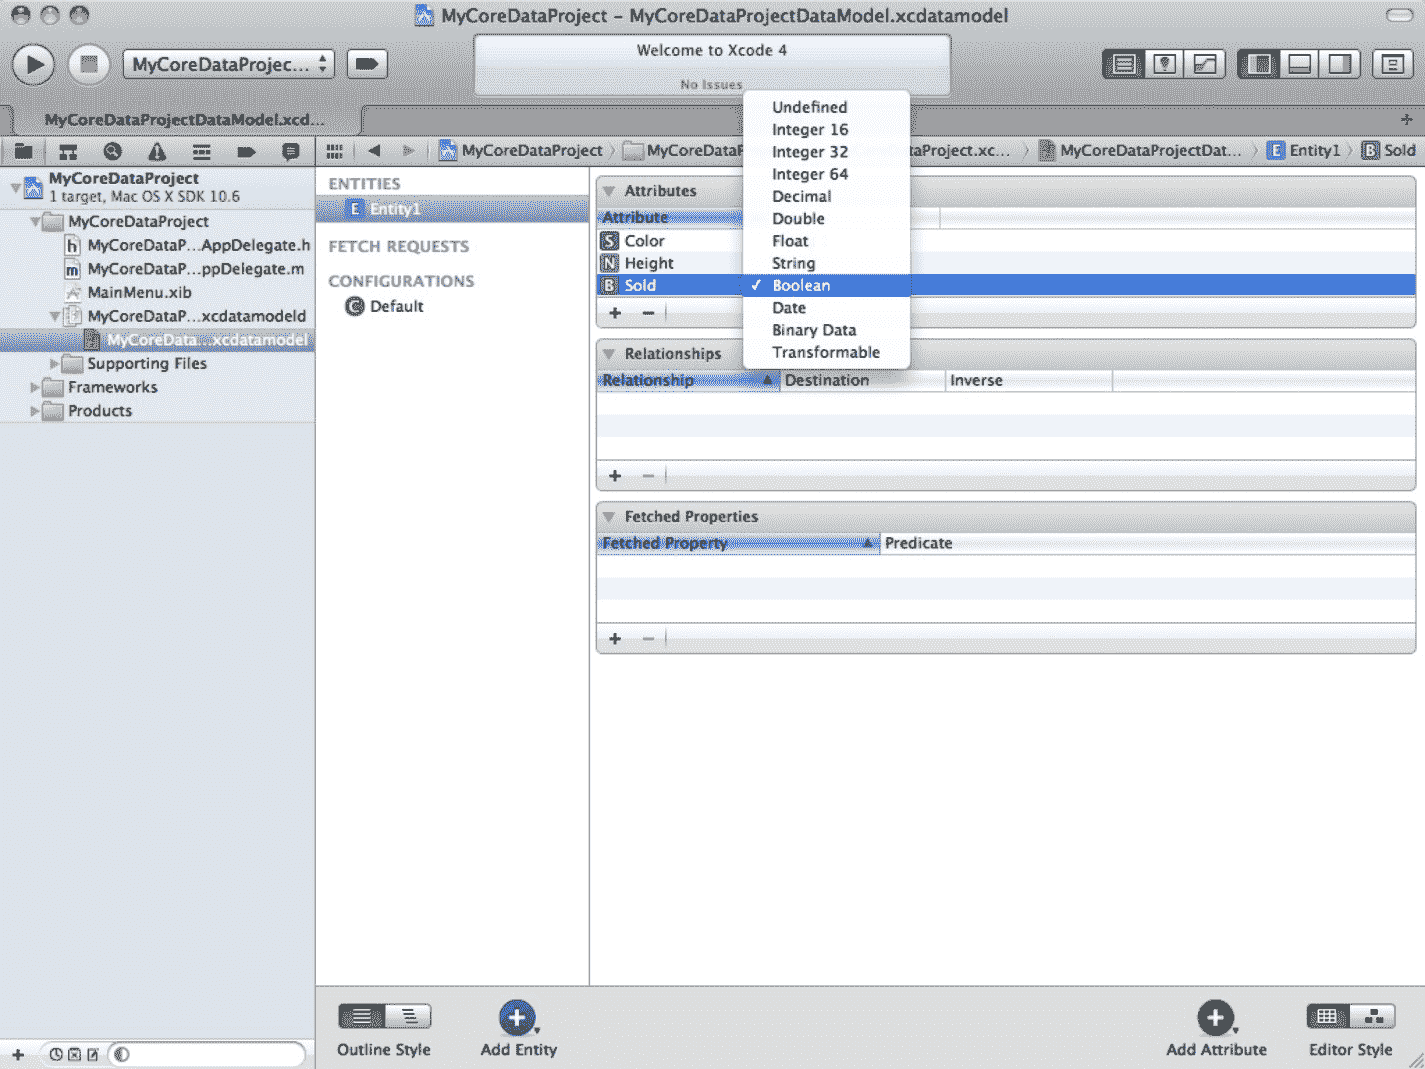 MyCoreDataProject – MyCoreDataProjectDataModel.xcdatamodel
MyCoreDataProjec...
Welcome to Xcode 4
No Issues
MyCoreDataProjectDataModel.xcd...
MyCoreDataProject
MyCoreDataF
taProject.xc...
MyCoreDataProjectDat...
E Entity1
B Sold
MyCoreDataProject
1 target, Mac OS X SDK 10.6
MyCoreDataProject
h MyCoreDataP...AppDelegate.h
m MyCoreDataP...ppDelegate.m
MainMenu.xib
MyCoreDataP...xcdatamodeld
MyCoreData...xcdatamodel
Supporting Files
Frameworks
Products
ENTITIES
E Entity1
FETCH REQUESTS
CONFIGURATIONS
C Default
Attributes
Attribute
S Color
N Height
B Sold
+ −
Undefined
Integer 16
Integer 32
Integer 64
Decimal
Double
Float
String
✓ Boolean
Date
Binary Data
Transformable
Relationships
Relationship Destination Inverse
+ −
Fetched Properties
Fetched Property Predicate
+ −
Outline Style
Add Entity
Add Attribute
Editor Style